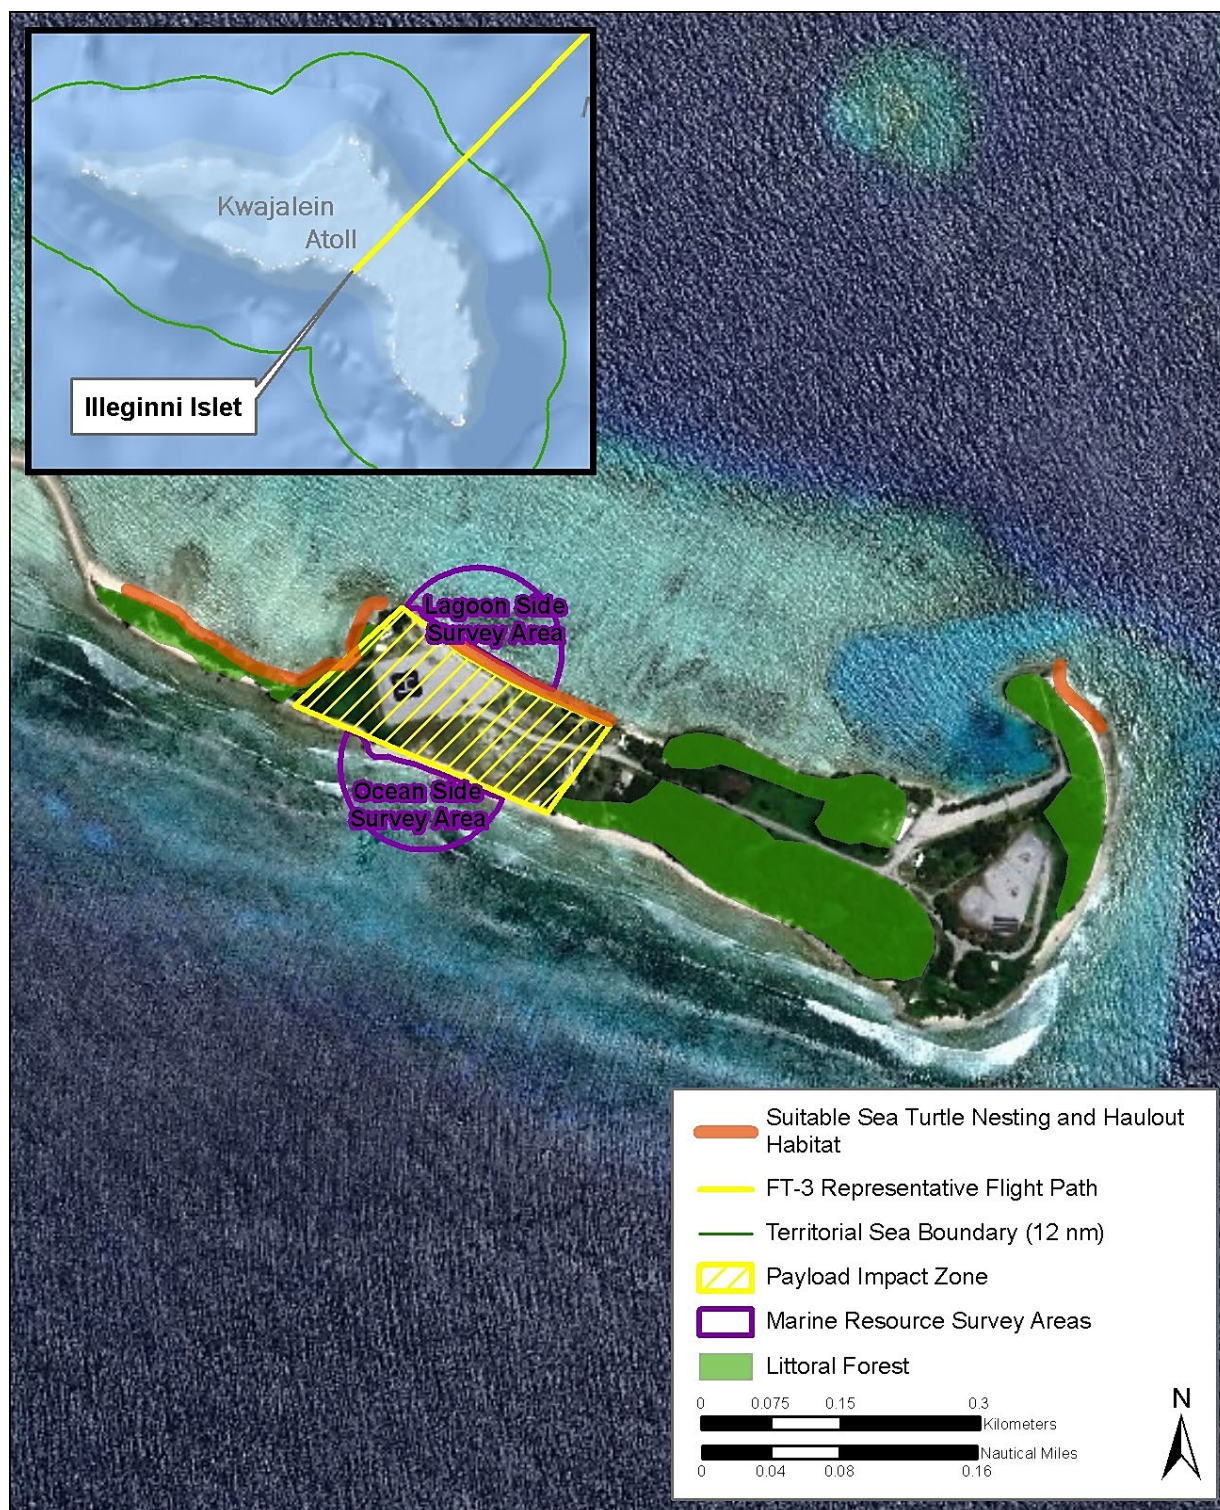 Kwajalein
Atoll
Illeginni Islet
Lagoon Side
Survey Area
Ocean Side
Survey Area
Suitable Sea Turtle Nesting and Haulout
Habitat
FT-3 Representative Flight Path
Territorial Sea Boundary (12 nm)
Payload Impact Zone
Marine Resource Survey Areas
Littoral Forest
0 0.075 0.15 0.3
Kilometers
Nautical Miles
0 0.04 0.08 0.16
N